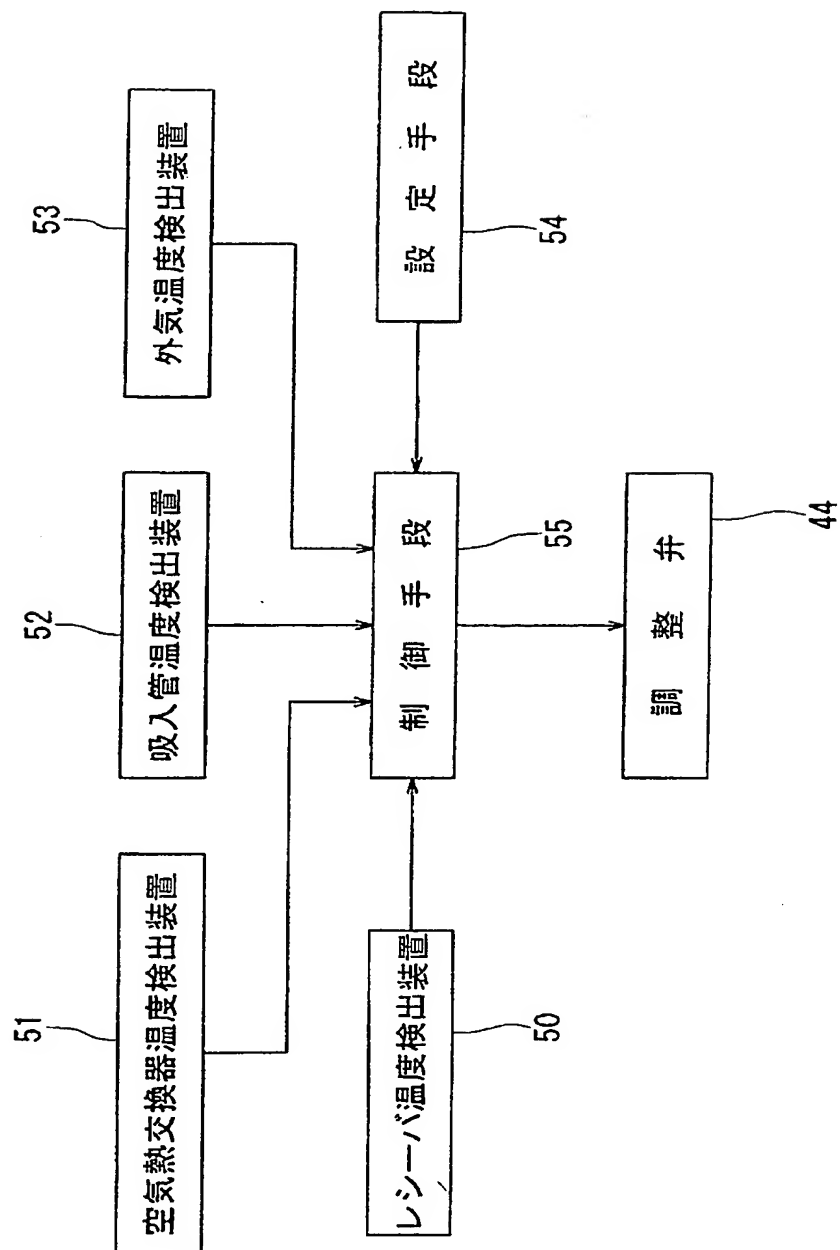 51
空気熱交換器温度検出装置
52
吸入管温度検出装置
53
外気温度検出装置
レシーバ温度検出装置
50
制御手段
55
設定手段
54
調整弁
44